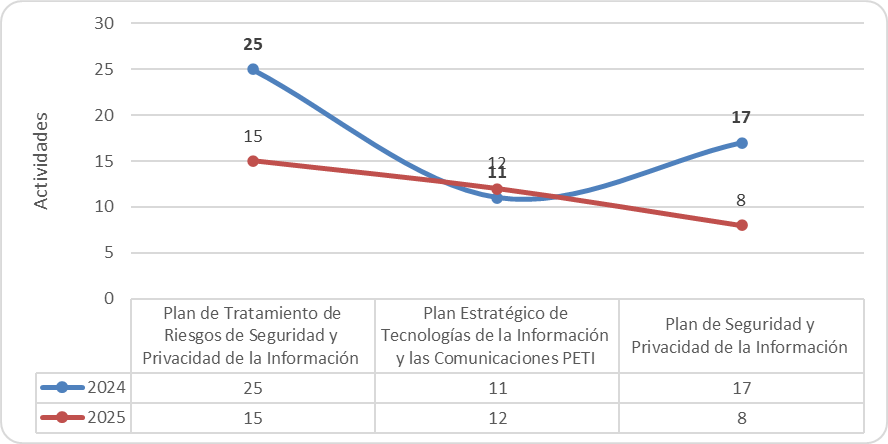 30
25
25
20
17
15
15
12
11
10
8
5
0
Actividades
Plan de Tratamiento de
Riesgos de Seguridad y
Privacidad de la Información
Plan Estratégico de
Tecnologías de la Información
y las Comunicaciones PETI
Plan de Seguridad y
Privacidad de la Información
2024 25 11 17
2025 15 12 8